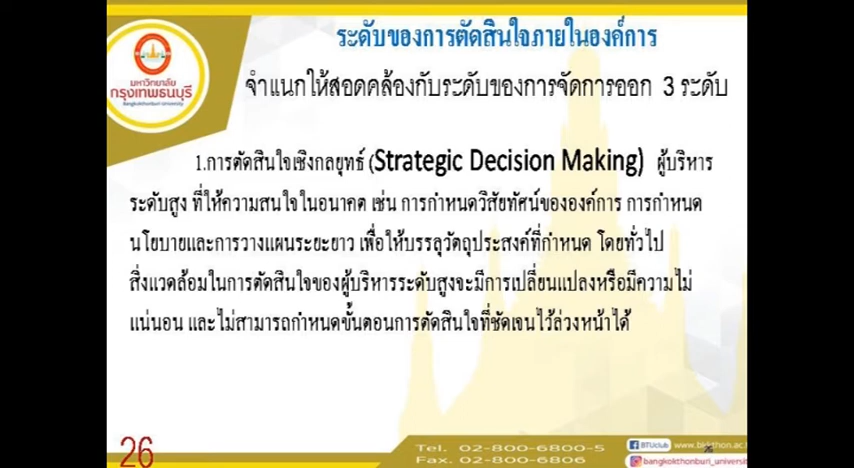 ระดับของการตัดสินใจภายในองค์การ
มหาวิทยาลัย
กรุงเทพธนบุรี
Bangkokthonburi University
จำแนกให้สอดคล้องกับระดับของการจัดการออก 3 ระดับ
1.การตัดสินใจเชิงกลยุทธ์ (Strategic Decision Making) ผู้บริหาร
ระดับสูง ที่ให้ความสนใจในอนาคต เช่น การกำหนดวิสัยทัศน์ขององค์การ การกำหนด
นโยบายและการวางแผนระยะยาว เพื่อให้บรรลุวัตถุประสงค์ที่กำหนด โดยทั่วไป
สิ่งแวดล้อมในการตัดสินใจของผู้บริหารระดับสูงจะมีการเปลี่ยนแปลงหรือมีความไม่
แน่นอน และไม่สามารถกำหนดขั้นตอนการตัดสินใจที่ชัดเจนไว้ล่วงหน้าได้
26
Tel. 02-800-6800-5
Fax. 02-800-6806
BTUclub
bangkokthonburi_universi